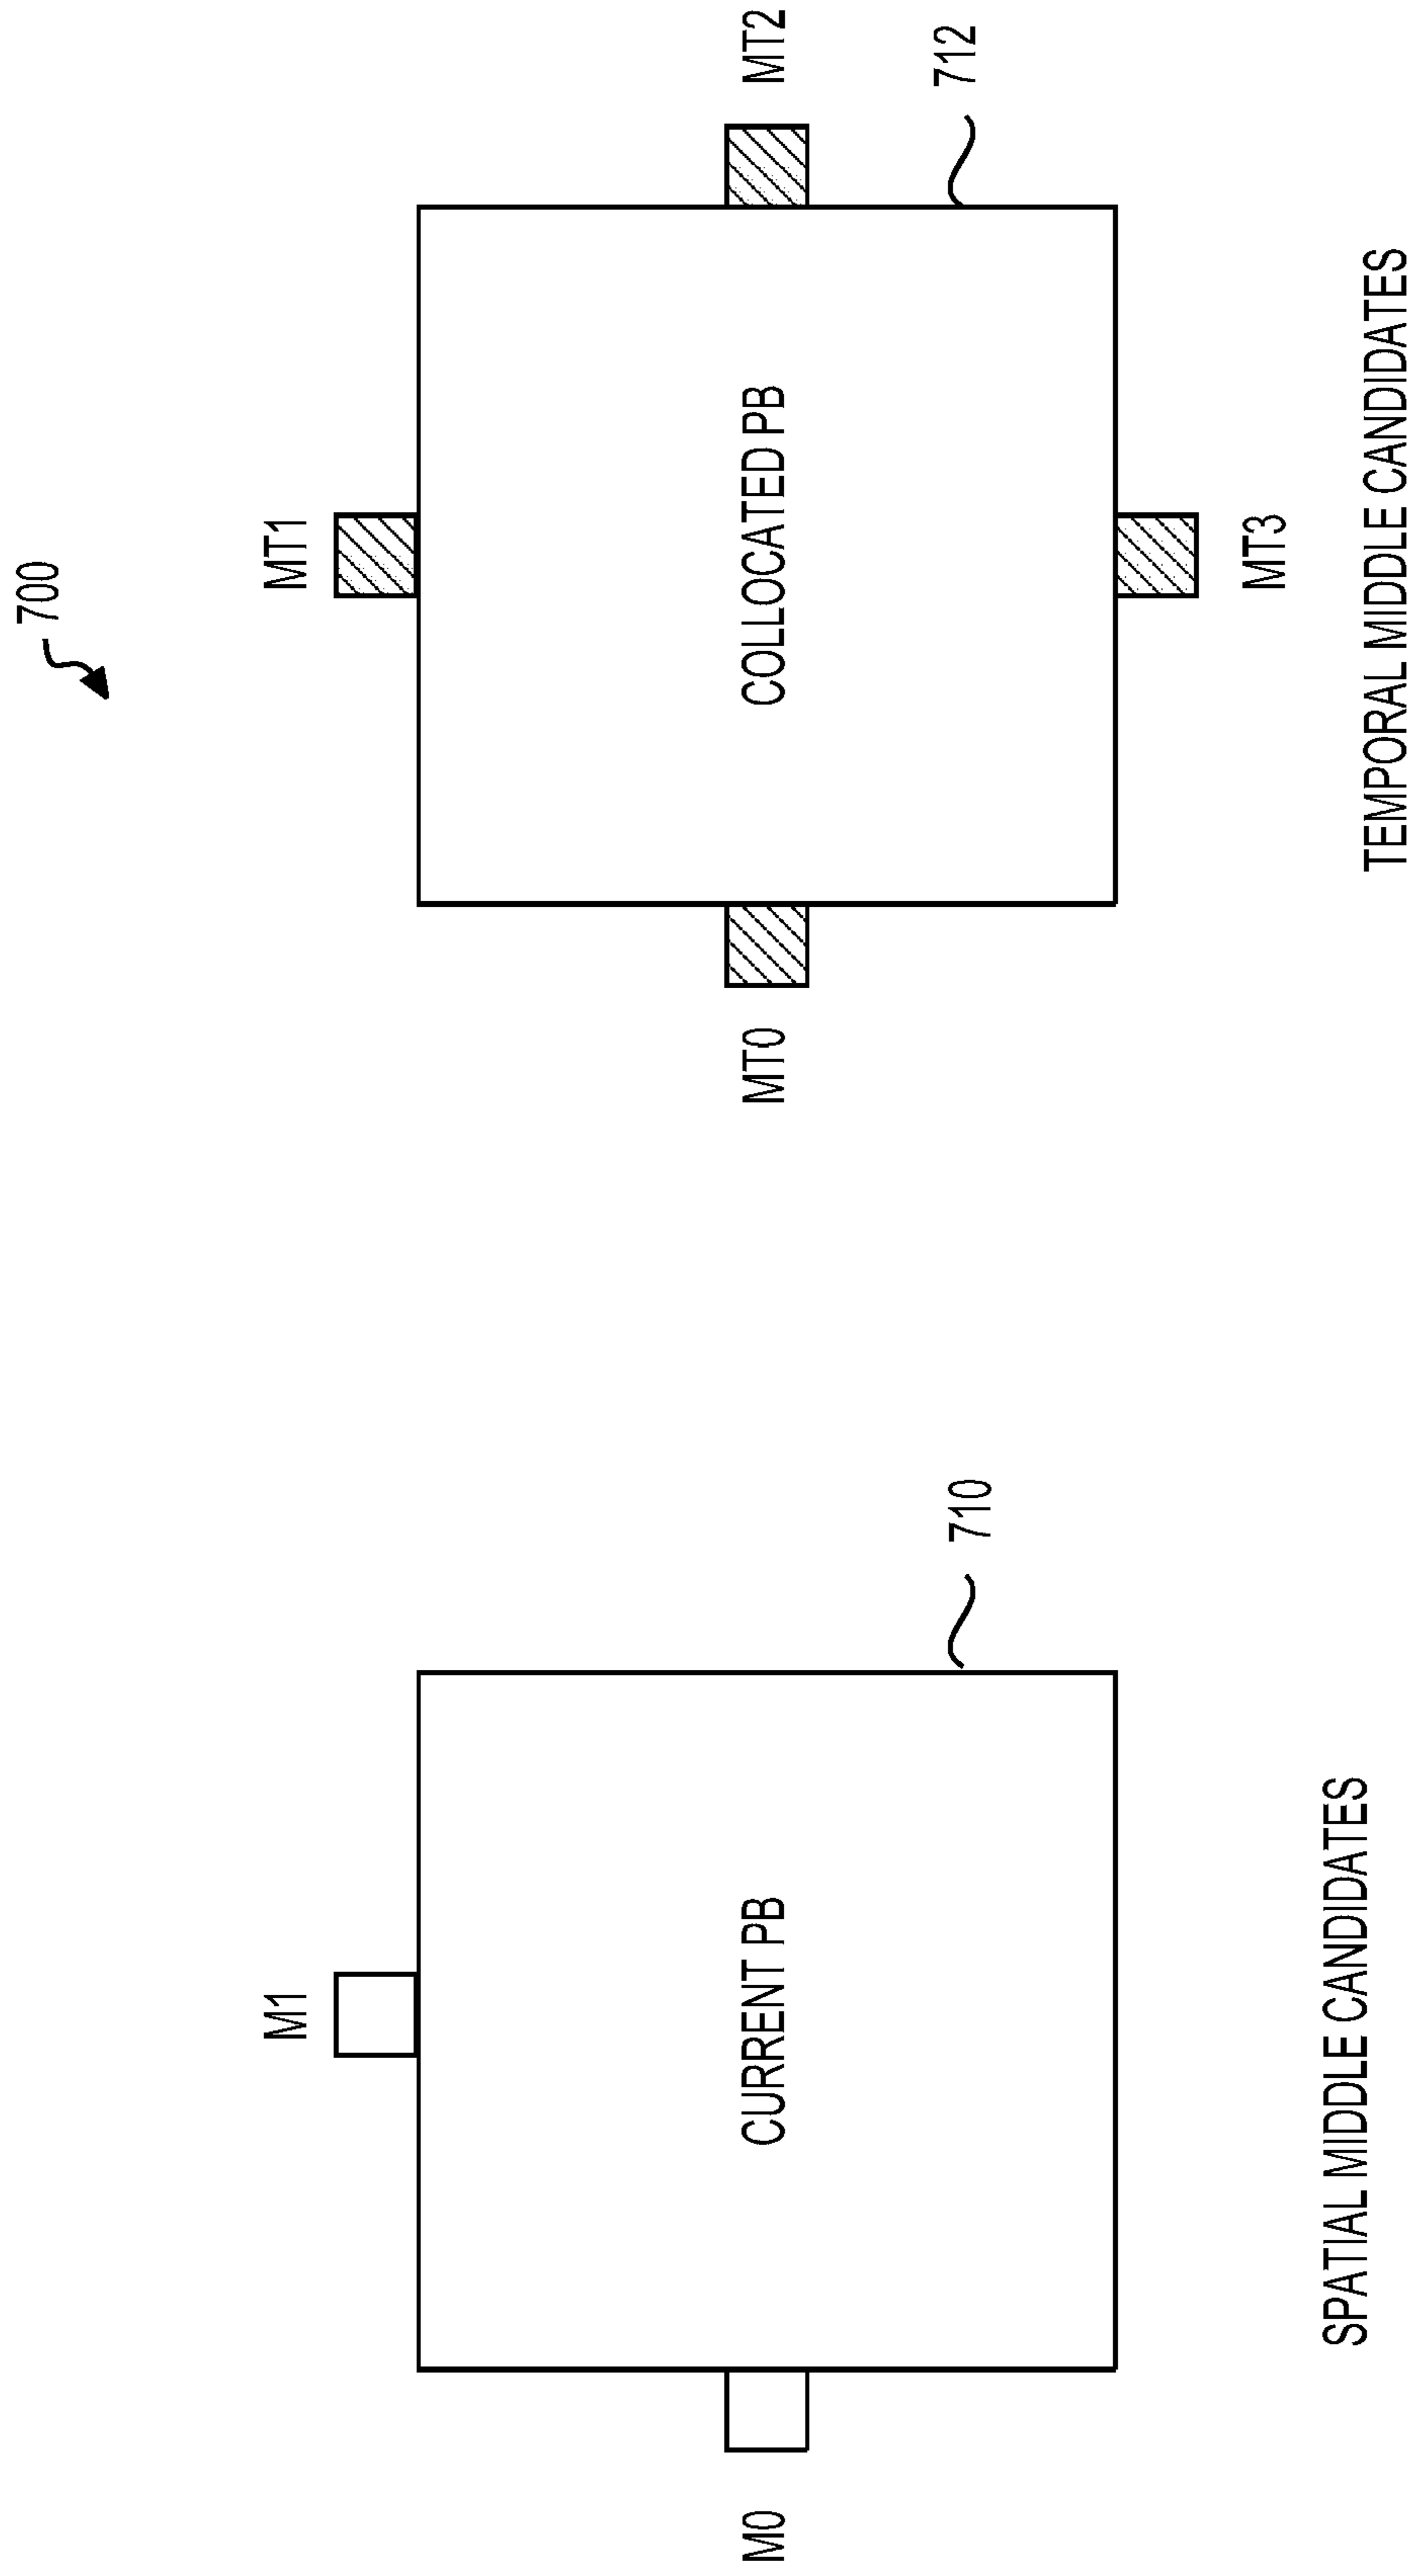 700
M1
MT1
M0
CURRENT PB
MT0
COLLOCATED PB
MT2
710
712
MT3
SPATIAL MIDDLE CANDIDATES
TEMPORAL MIDDLE CANDIDATES